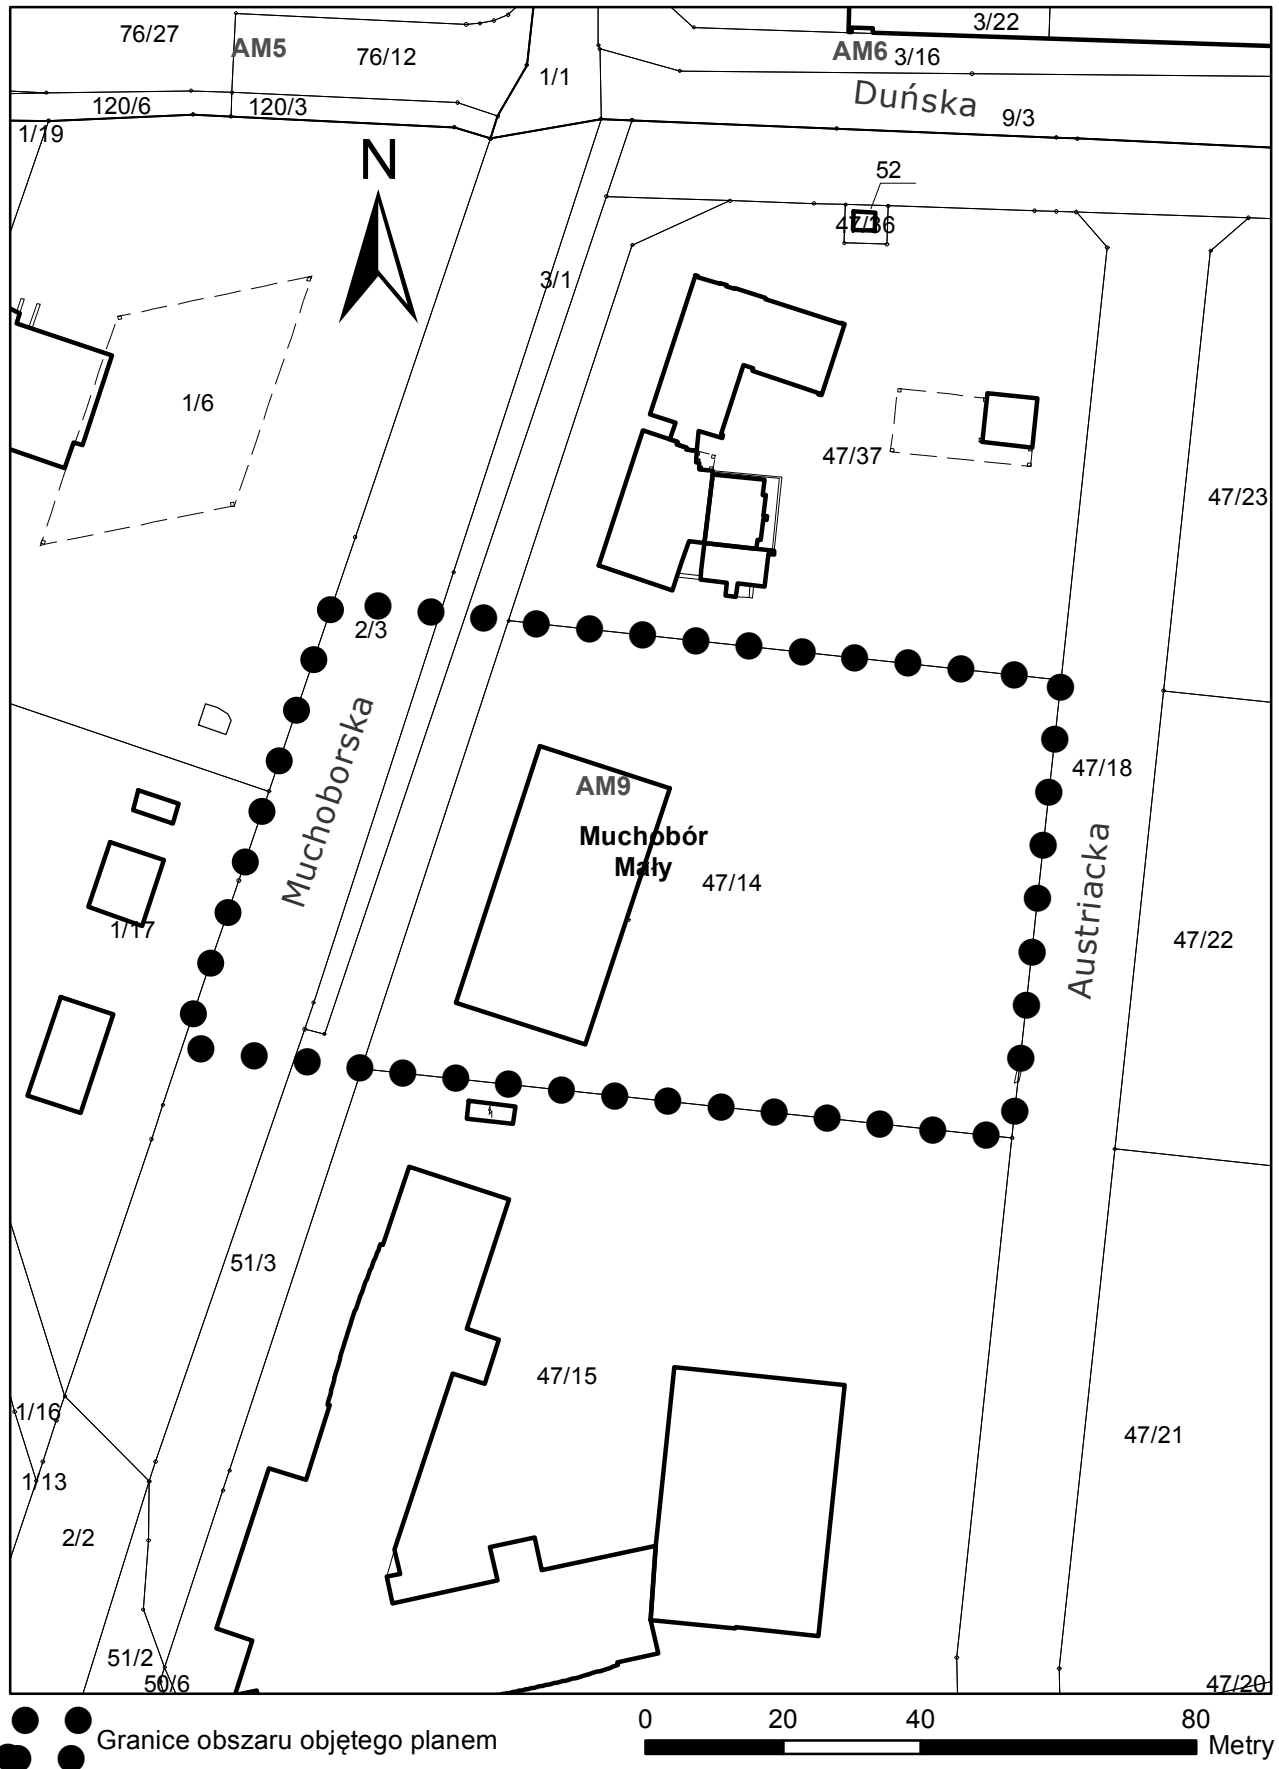 76/27
AM5
76/12
1/1
3/22
AM6 3/16
Duńska
9/3
120/6
120/3
1/19
N
52
47/36
3/1
1/6
47/37
47/23
2/3
Muchoborska
47/18
AM9
Muchobór
Mały
47/14
Austriacka
1/17
47/22
51/3
47/15
1/16
47/21
1/13
2/2
51/2
50/6
47/20
Granice obszaru objętego planem
0 20 40 80
Metry